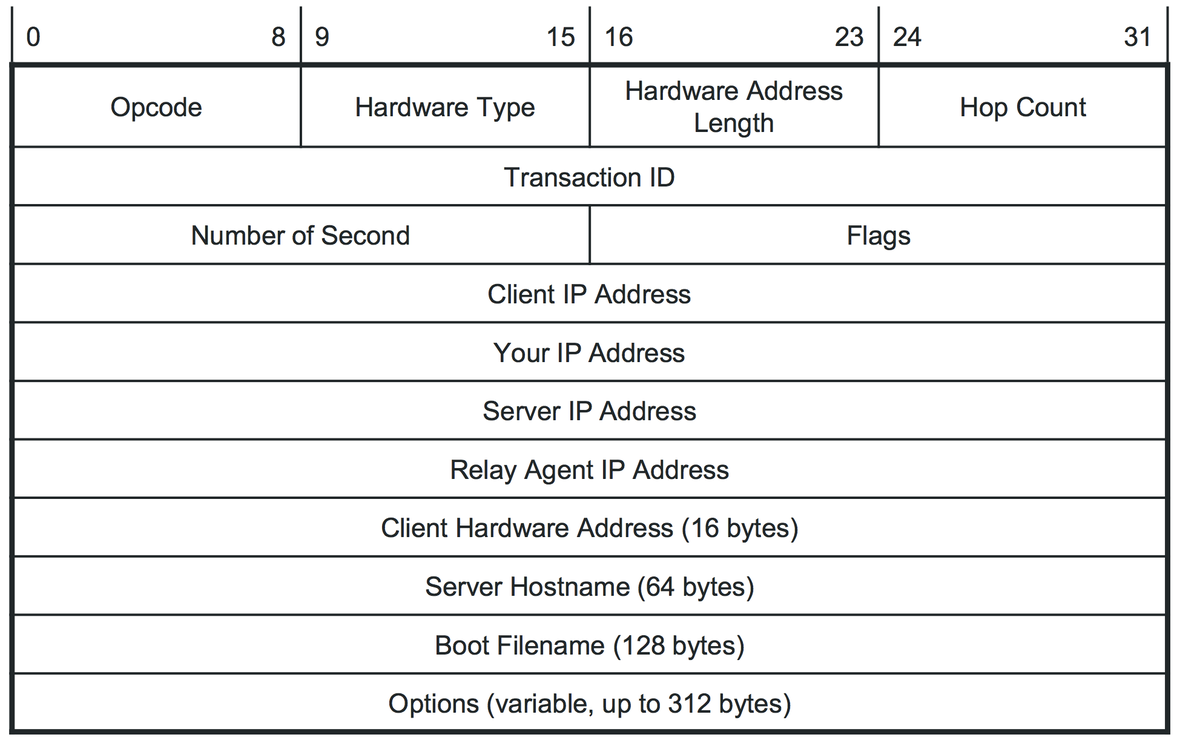 0 8 9 15 16 23 24 31
Opcode Hardware Type Hardware Address Length Hop Count
Transaction ID
Number of Second Flags
Client IP Address
Your IP Address
Server IP Address
Relay Agent IP Address
Client Hardware Address (16 bytes)
Server Hostname (64 bytes)
Boot Filename (128 bytes)
Options (variable, up to 312 bytes)